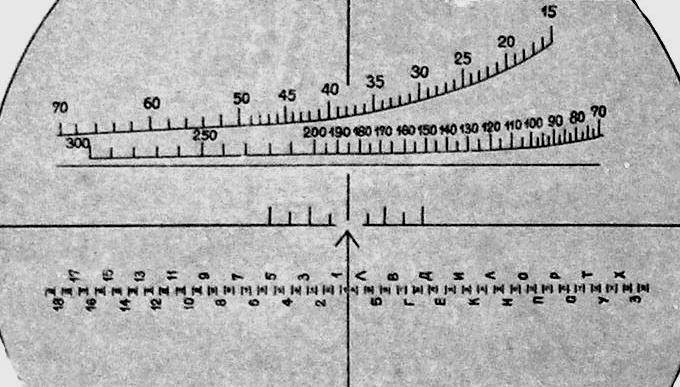 70 60 50 45 40 35 30 25 20 15
300 250 200 190 180 170 160 150 140 130 120 110 100 90 80 70
17 15 13 11 9 7 5 3 1 А В Д И Л О Р Т Х
18 16 14 12 10 8 6 4 2 Б Г Е К Н П С У Э